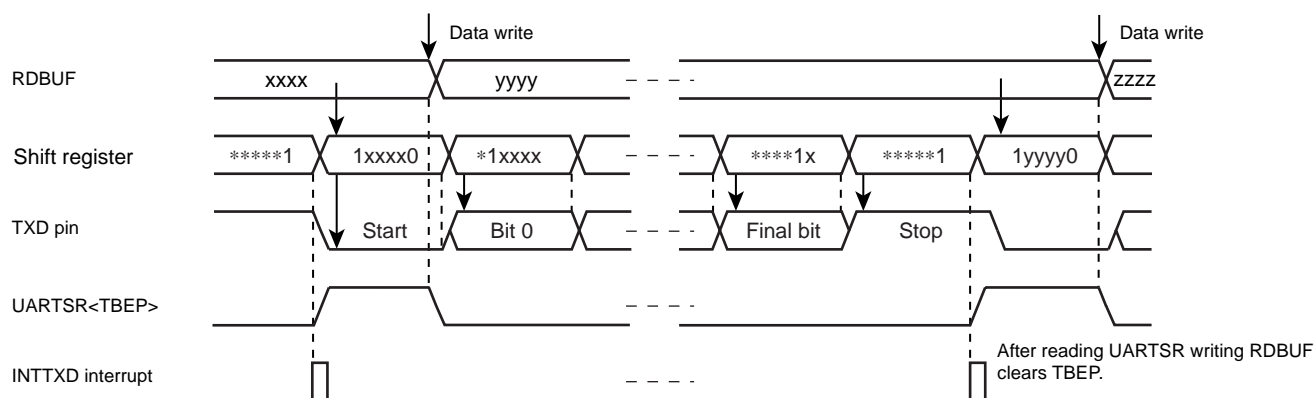 Data write Data write
RDBUF xxxx yyyy zzzz
Shift register *****1 1xxxx0 *1xxxx ****1x *****1 1yyyy0
TXD pin Start Bit 0 Final bit Stop
UARTSR<TBEP>
After reading UARTSR writing RDBUF
INTTXD interrupt clears TBEP.